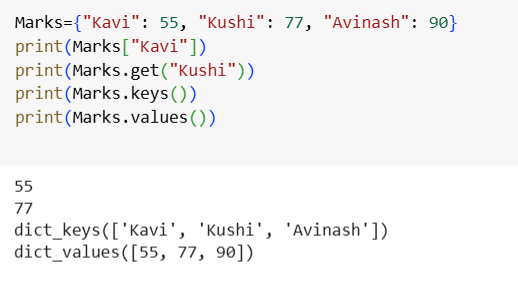 Marks={"Kavi": 55, "Kushi": 77, "Avinash": 90}
print(Marks["Kavi"])
print(Marks.get("Kushi"))
print(Marks.keys())
print(Marks.values())
55
77
dict_keys(['Kavi', 'Kushi', 'Avinash'])
dict_values([55, 77, 90])